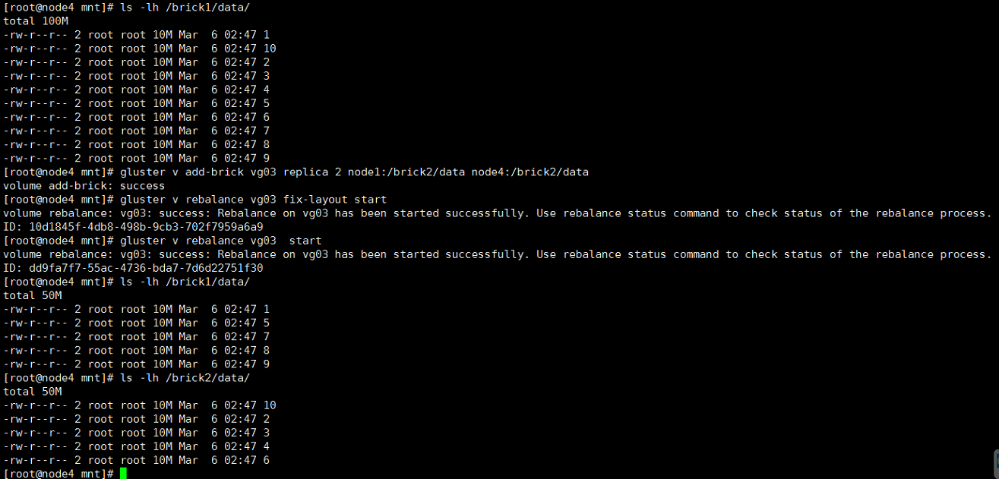 [root@node4 mnt]# ls -lh /brick1/data/
total 100M
-rw-r--r-- 2 root root 10M Mar  6 02:47 1
-rw-r--r-- 2 root root 10M Mar  6 02:47 10
-rw-r--r-- 2 root root 10M Mar  6 02:47 2
-rw-r--r-- 2 root root 10M Mar  6 02:47 3
-rw-r--r-- 2 root root 10M Mar  6 02:47 4
-rw-r--r-- 2 root root 10M Mar  6 02:47 5
-rw-r--r-- 2 root root 10M Mar  6 02:47 6
-rw-r--r-- 2 root root 10M Mar  6 02:47 7
-rw-r--r-- 2 root root 10M Mar  6 02:47 8
-rw-r--r-- 2 root root 10M Mar  6 02:47 9
[root@node4 mnt]# gluster v add-brick vg03 replica 2 node1:/brick2/data node4:/brick2/data
volume add-brick: success
[root@node4 mnt]# gluster v rebalance vg03 fix-layout start
volume rebalance: vg03: success: Rebalance on vg03 has been started successfully. Use rebalance status command to check status of the rebalance process.
ID: 10d1845f-4db8-498b-9cb3-702f7959a6a9
[root@node4 mnt]# gluster v rebalance vg03  start
volume rebalance: vg03: success: Rebalance on vg03 has been started successfully. Use rebalance status command to check status of the rebalance process.
ID: dd9fa7f7-55ac-4736-bda7-7d6d22751f30
[root@node4 mnt]# ls -lh /brick1/data/
total 50M
-rw-r--r-- 2 root root 10M Mar  6 02:47 1
-rw-r--r-- 2 root root 10M Mar  6 02:47 5
-rw-r--r-- 2 root root 10M Mar  6 02:47 7
-rw-r--r-- 2 root root 10M Mar  6 02:47 8
-rw-r--r-- 2 root root 10M Mar  6 02:47 9
[root@node4 mnt]# ls -lh /brick2/data/
total 50M
-rw-r--r-- 2 root root 10M Mar  6 02:47 10
-rw-r--r-- 2 root root 10M Mar  6 02:47 2
-rw-r--r-- 2 root root 10M Mar  6 02:47 3
-rw-r--r-- 2 root root 10M Mar  6 02:47 4
-rw-r--r-- 2 root root 10M Mar  6 02:47 6
[root@node4 mnt]#